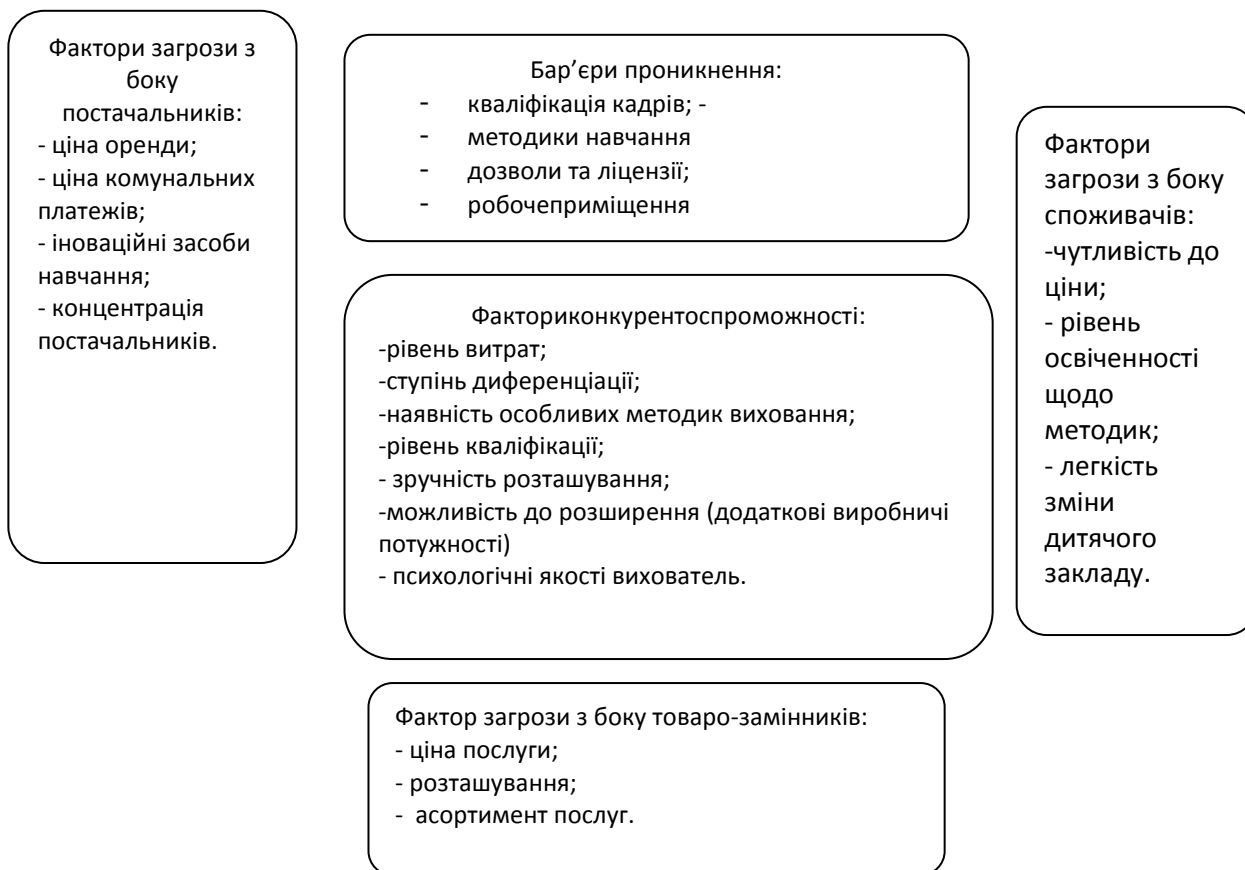 Фактори загрози з
боку
постачальників:
- ціна оренди;
- ціна комунальних
платежів;
- іноваційні засоби
навчання;
- концентрація
постачальників.
Бар’єри проникнення:
- кваліфікація кадрів; -
- методики навчання
- дозволи та ліцензії;
- робочеприміщення
Факториконкурентоспроможності:
-рівень витрат;
-ступінь диференціації;
-наявність особливих методик виховання;
-рівень кваліфікації;
- зручність розташування;
-можливість до розширення (додаткові виробничі
потужності)
- психологічні якості вихователь.
Фактори
загрози з боку
споживачів:
-чутливість до
ціни;
- рівень
освіченності
щодо
методик;
- легкість
зміни
дитячого
закладу.
Фактор загрози з боку товаро-замінників:
- ціна послуги;
- розташування;
- асортимент послуг.